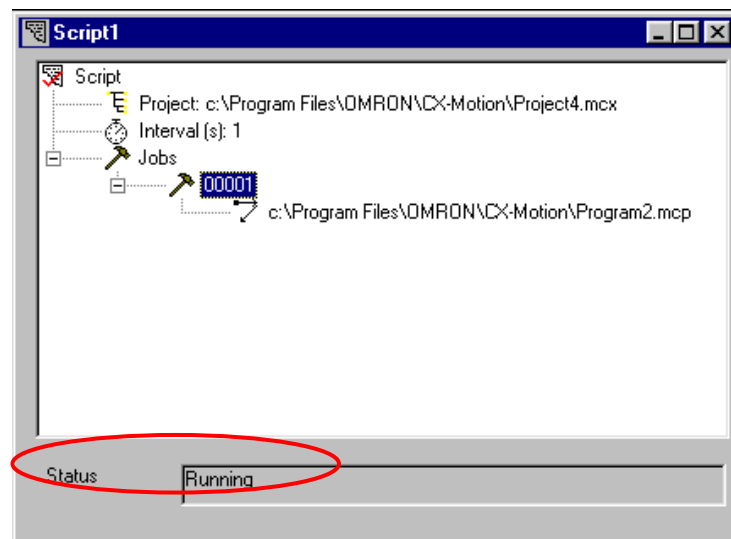 Script1
Script
Project: c:\Program Files\OMRON\CX-Motion\Project4.mcx
Interval (s): 1
Jobs
00001
c:\Program Files\OMRON\CX-Motion\Program2.mcp
Status Running